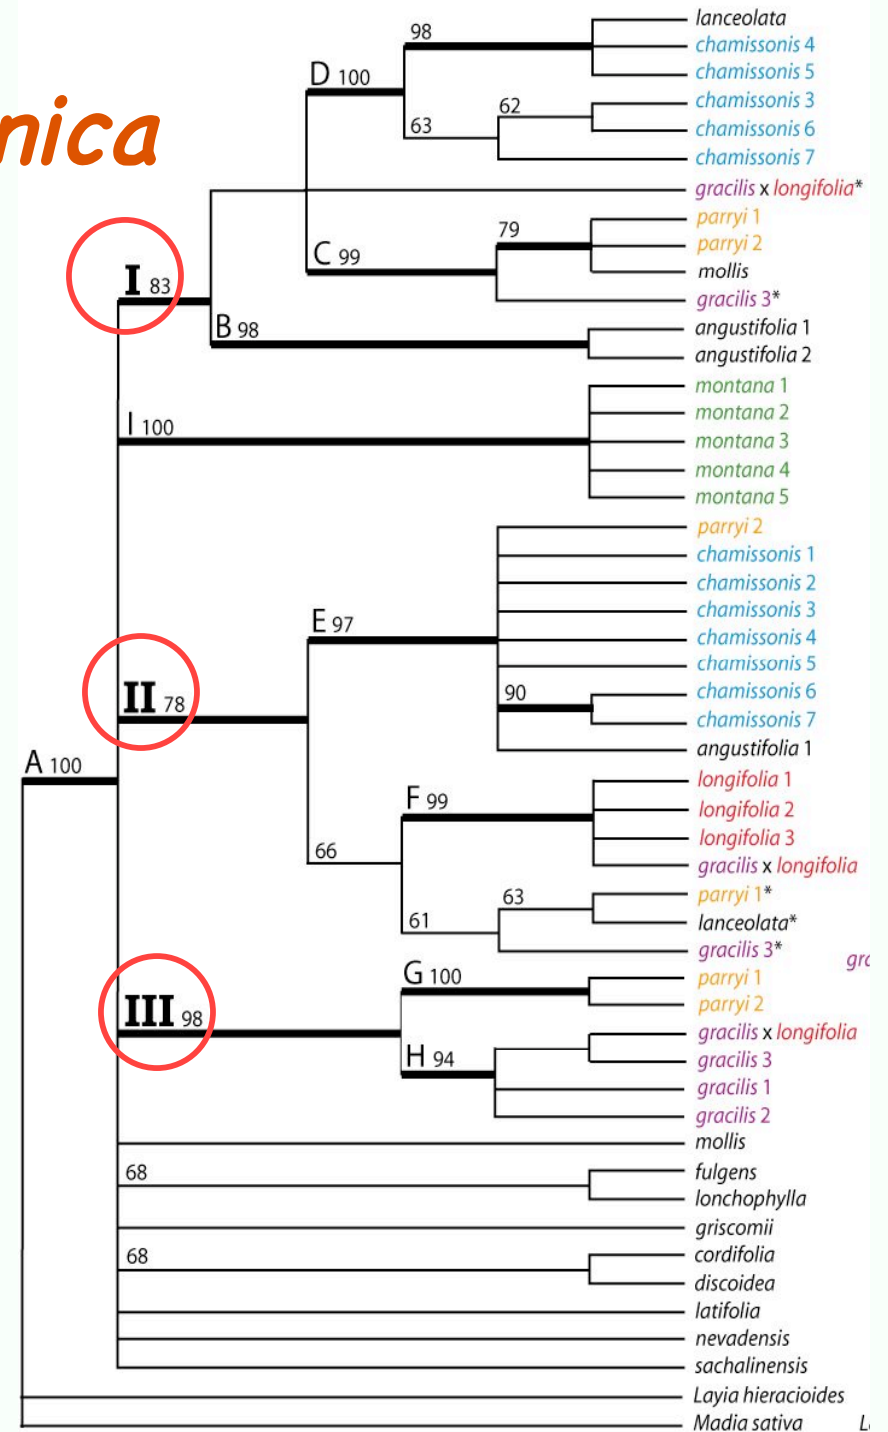 nica
lanceolata
98
chamissonis 4
D 100
chamissonis 5
62
chamissonis 3
63
chamissonis 6
chamissonis 7
gracilis x longifolia*
parryi 1
79
parryi 2
C 99
mollis
I 83
gracilis 3*
B 98
angustifolia 1
angustifolia 2
montana 1
montana 2
I 100
montana 3
montana 4
montana 5
parryi 2
chamissonis 1
chamissonis 2
chamissonis 3
E 97
chamissonis 4
chamissonis 5
90
chamissonis 6
II 78
chamissonis 7
angustifolia 1
A 100
longifolia 1
F 99
longifolia 2
longifolia 3
66
gracilis x longifolia
63
parryi 1*
61
lanceolata*
gracilis 3*
gra
G 100
parryi 1
parryi 2
III 98
gracilis x longifolia
H 94
gracilis 3
gracilis 1
gracilis 2
mollis
68
fulgens
lonchophylla
griscomii
68
cordifolia
discoidea
latifolia
nevadensis
sachalinensis
Layia hieracioides
Madia sativa
L